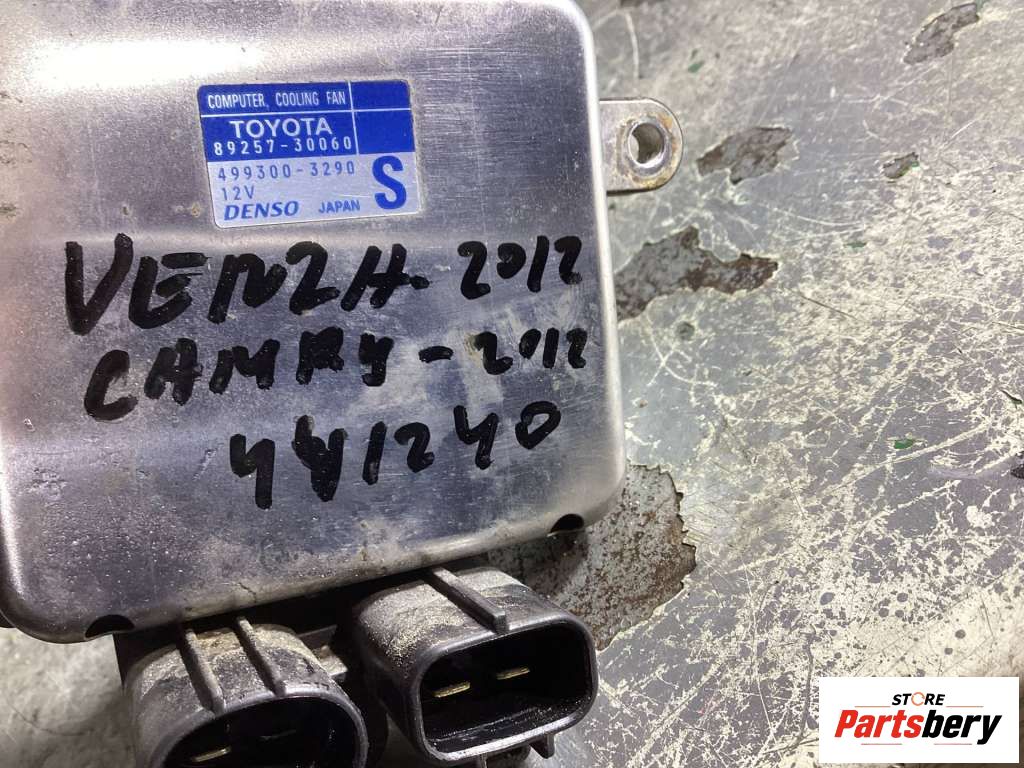 COMPUTER, COOLING FAN
TOYOTA
89257-30060
499300-3290
12V
S
DENSO JAPAN
VENZA. 2012
CAMRY - 2012
441240
STORE
Partsbery